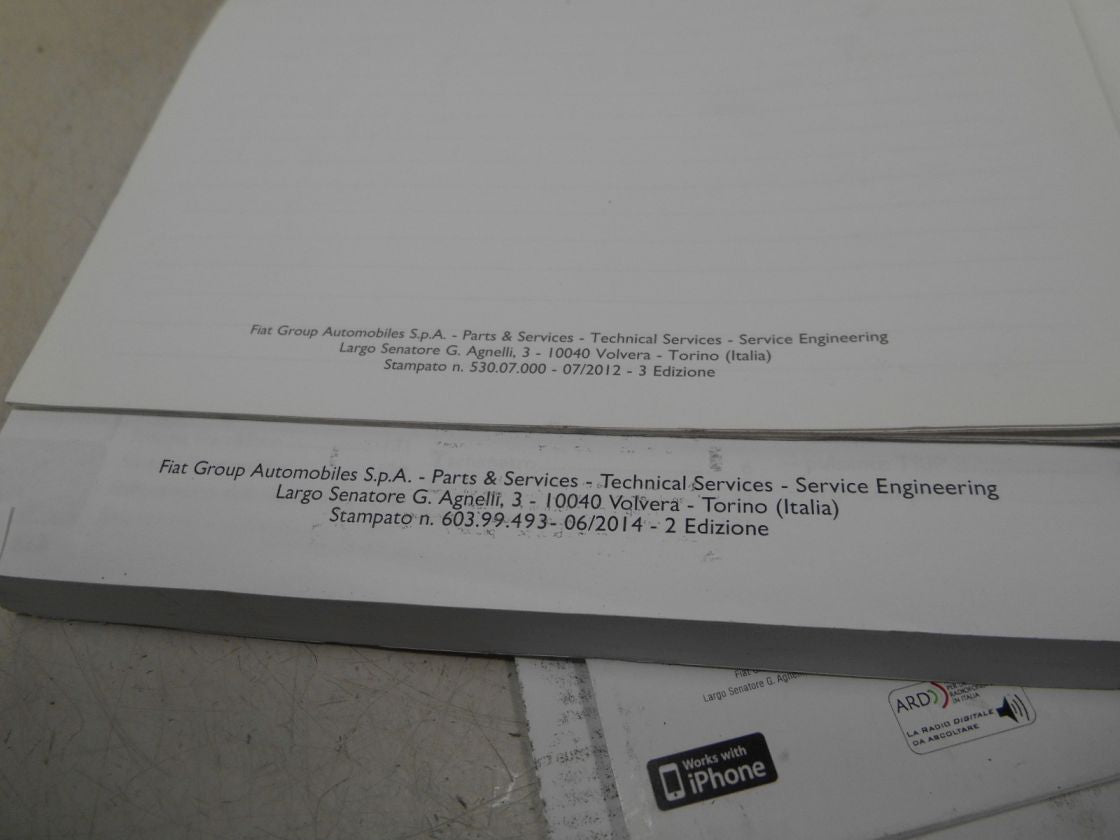 Fiat Group Automobiles S.p.A. - Parts & Services - Technical Services - Service Engineering
Largo Senatore G. Agnelli, 3 - 10040 Volvera - Torino (Italia)
Stampato n. 530.07.000 - 07/2012 - 3 Edizione
Fiat Group Automobiles S.p.A. - Parts & Services - Technical Services - Service Engineering
Largo Senatore G. Agnelli, 3 - 10040 Volvera - Torino (Italia)
Stampato n. 603.99.493- 06/2014 - 2 Edizione
Fiat
Largo Senatore G.
ARD
IN ITALIA
LA RADIO DIGITALE
DA ASCOLTARE
Works with
iPhone